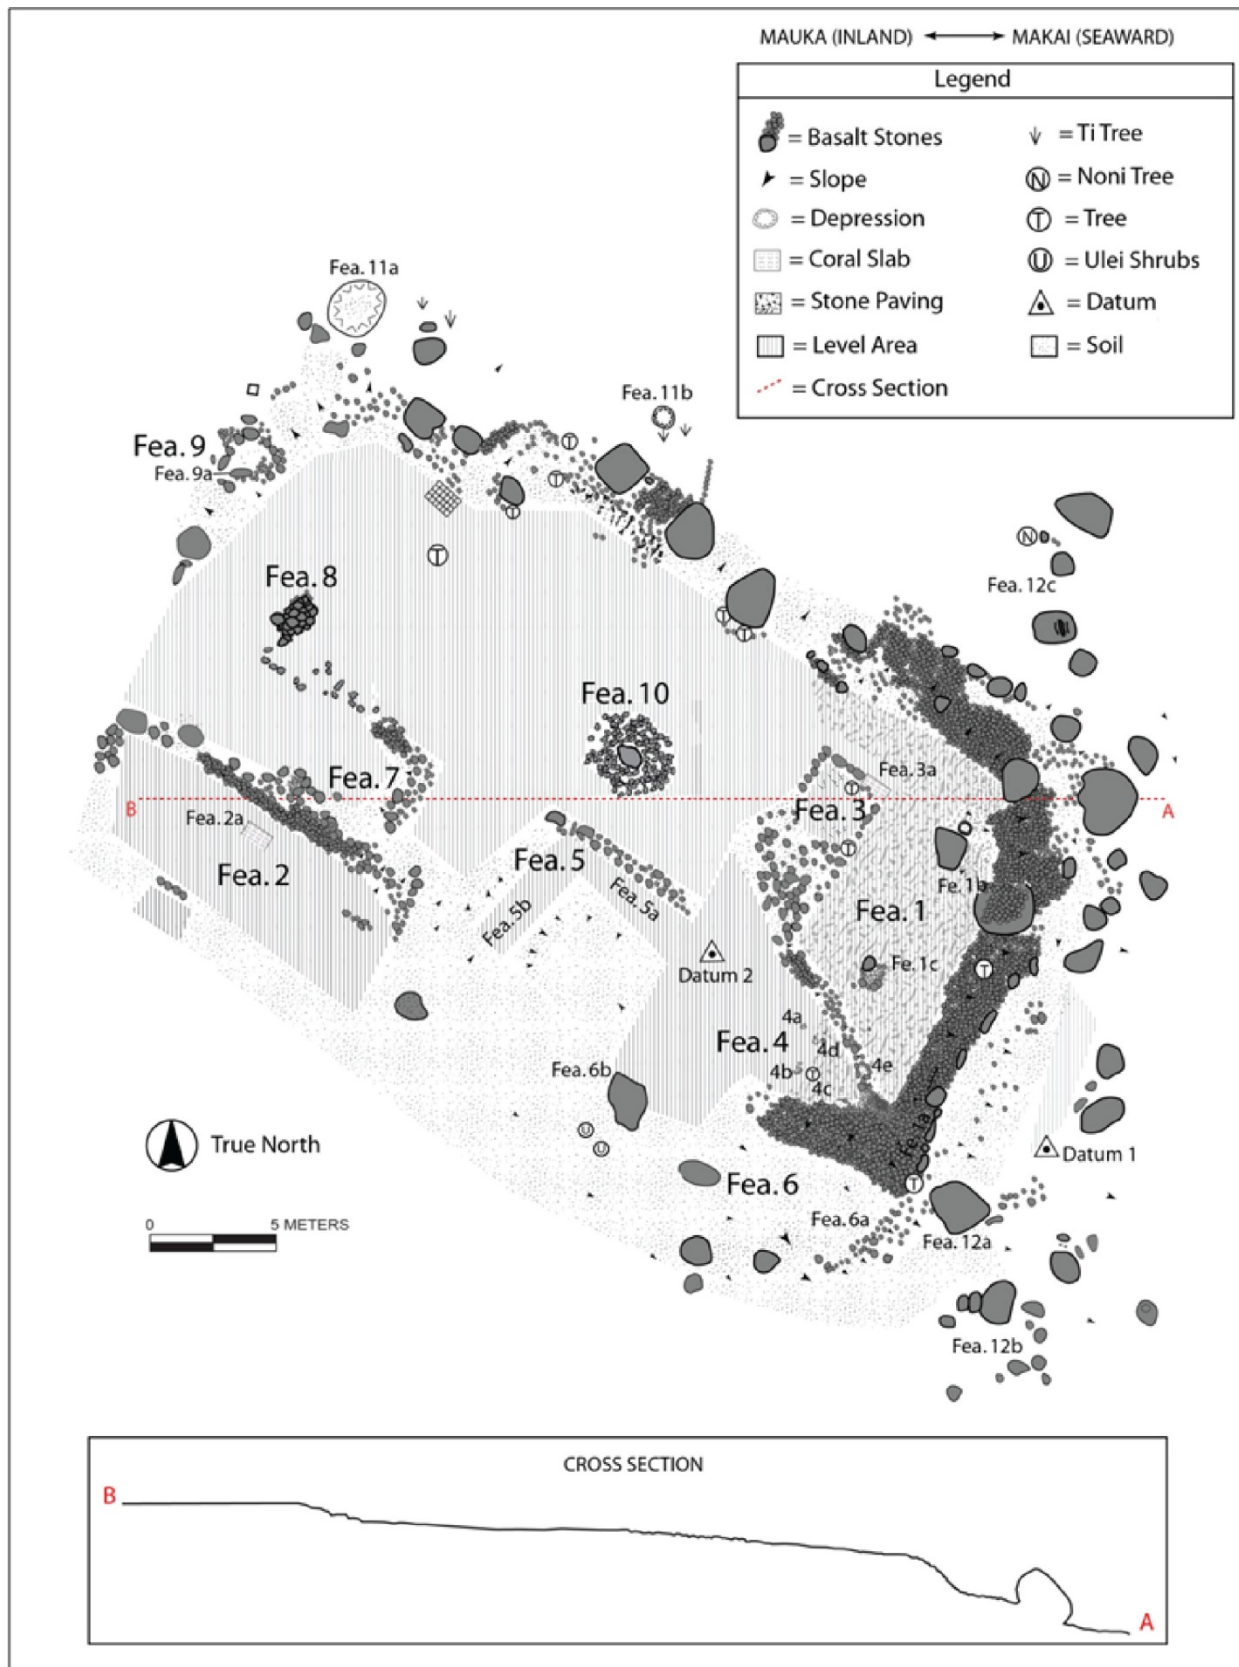 MAUKA (INLAND) MAKAI (SEAWARD)
Legend
= Basalt Stones
= Slope
= Depression
= Coral Slab
= Stone Paving
= Level Area
= Cross Section
= Ti Tree
N = Noni Tree
T = Tree
U = Ulei Shrubs
= Datum
= Soil
Fea. 11a
Fea. 11b
Fea. 9
Fea. 9a
T
T
T
T
N
Fea. 12c
Fea. 8
T
T
Fea. 10
Fea. 3a
Fea. 7
B
T
Fea. 3
A
Fea. 2a
T
Fea. 2
Fea. 5
Fea. 5a
Fea. 5b
Fe. 1b
Fea. 1
Datum 2
Fe. 1c
T
4a
Fea. 4
4d
4b
T
4e
4c
Fea. 6b
U
U
Fe. 1a
True North
Datum 1
Fea. 6
T
Fea. 6a
Fea. 12a
0 5 METERS
Fea. 12b
CROSS SECTION
B
A